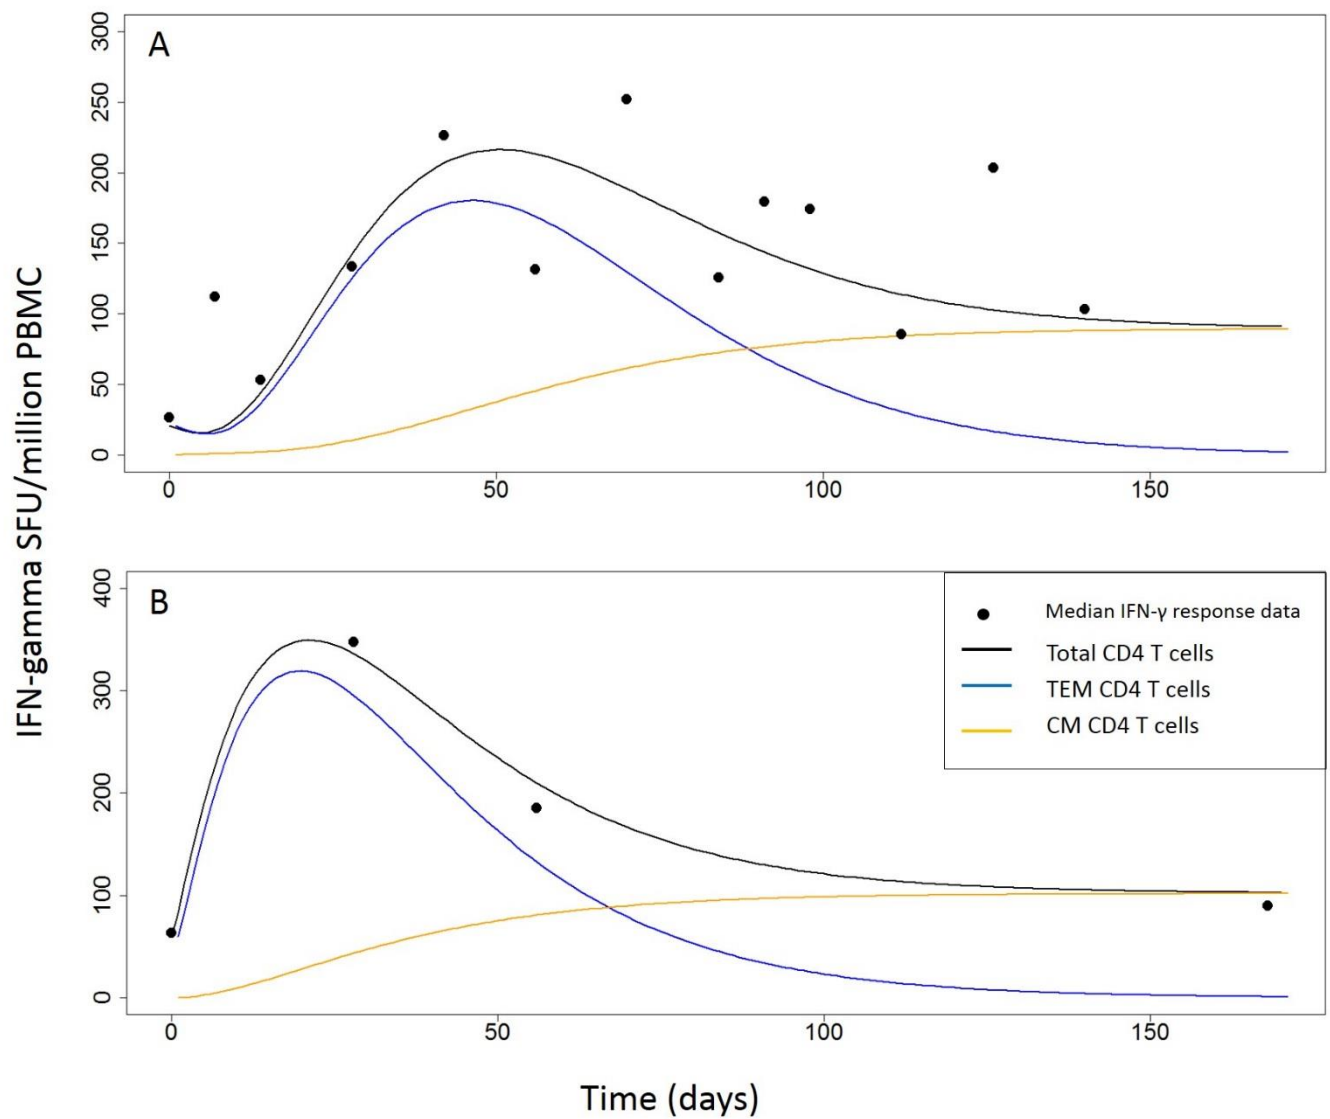 IFN-gamma SFU/million PBMC
A
300
250
200
150
100
50
0
0 50 100 150
B
400
300
200
100
0
0 50 100 150
Median IFN-γ response data
Total CD4 T cells
TEM CD4 T cells
CM CD4 T cells
Time (days)